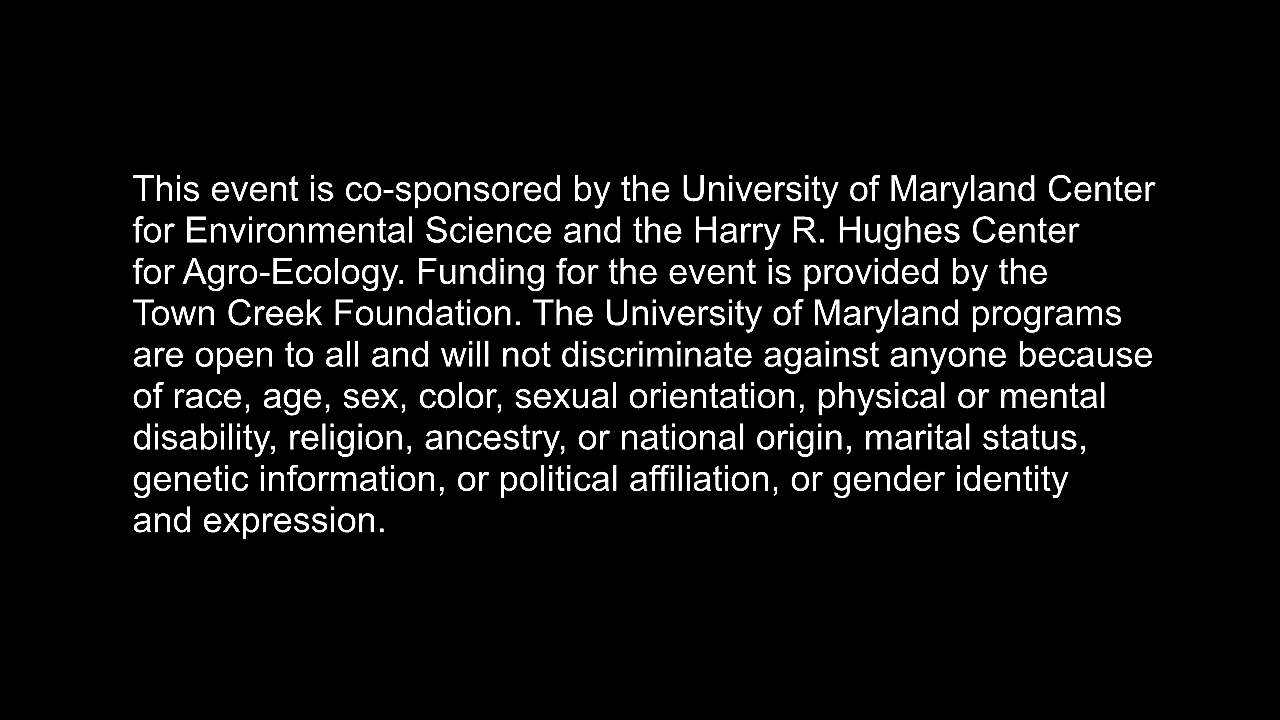 This event is co-sponsored by the University of Maryland Center
for Environmental Science and the Harry R. Hughes Center
for Agro-Ecology. Funding for the event is provided by the
Town Creek Foundation. The University of Maryland programs
are open to all and will not discriminate against anyone because
of race, age, sex, color, sexual orientation, physical or mental
disability, religion, ancestry, or national origin, marital status,
genetic information, or political affiliation, or gender identity
and expression.